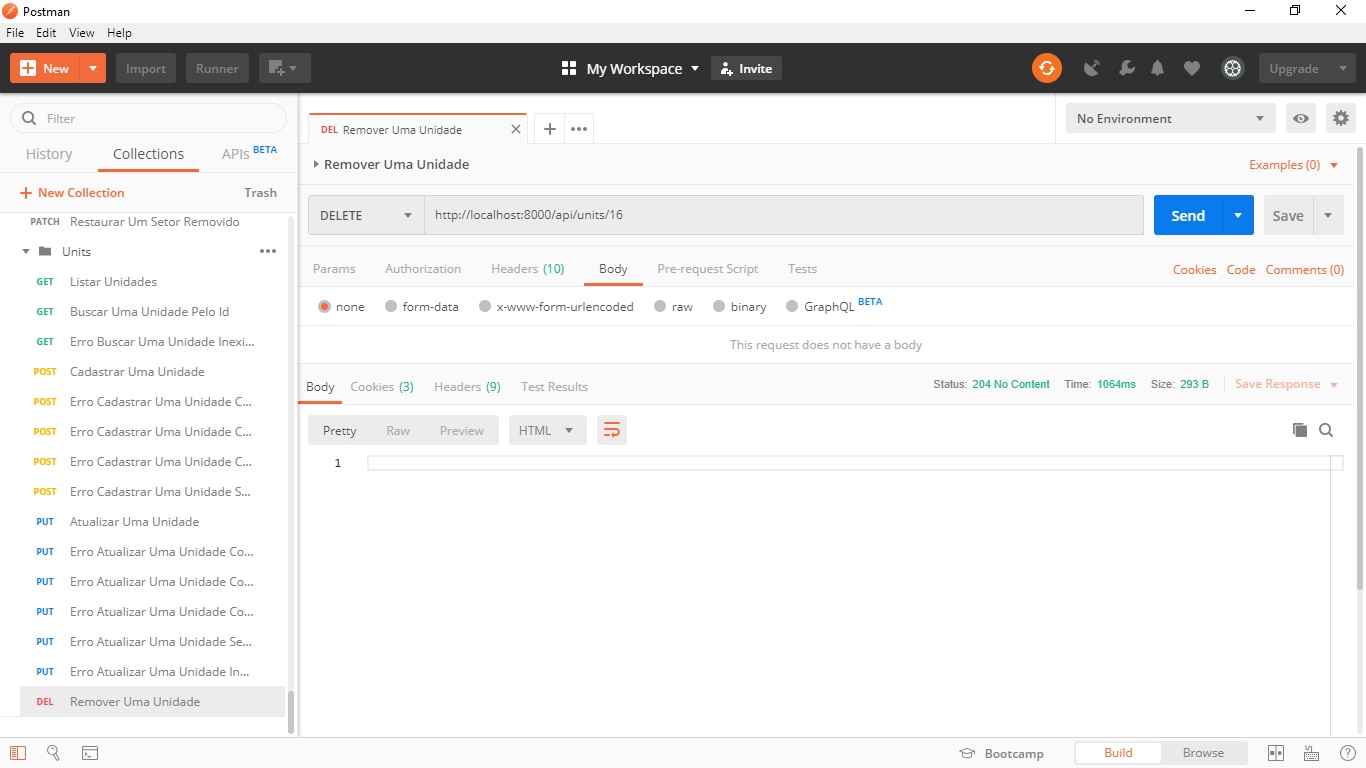 Postman
File Edit View Help
New Import Runner My Workspace Invite Upgrade
Filter
History Collections APIs BETA
New Collection Trash
PATCH Restaurar Um Setor Removido
Units
GET Listar Unidades
GET Buscar Uma Unidade Pelo Id
GET Erro Buscar Uma Unidade Inexi...
POST Cadastrar Uma Unidade
POST Erro Cadastrar Uma Unidade C...
POST Erro Cadastrar Uma Unidade C...
POST Erro Cadastrar Uma Unidade C...
POST Erro Cadastrar Uma Unidade S...
PUT Atualizar Uma Unidade
PUT Erro Atualizar Uma Unidade Co...
PUT Erro Atualizar Uma Unidade Co...
PUT Erro Atualizar Uma Unidade Co...
PUT Erro Atualizar Uma Unidade Se...
PUT Erro Atualizar Uma Unidade In...
DEL Remover Uma Unidade
DEL Remover Uma Unidade
No Environment
Remover Uma Unidade
Examples (0)
DELETE http://localhost:8000/api/units/16 Send Save
Params Authorization Headers (10) Body Pre-request Script Tests Cookies Code Comments (0)
none form-data x-www-form-urlencoded raw binary GraphQL BETA
This request does not have a body
Body Cookies (3) Headers (9) Test Results Status: 204 No Content Time: 1064ms Size: 293 B Save Response
Pretty Raw Preview HTML
1
Bootcamp Build Browse